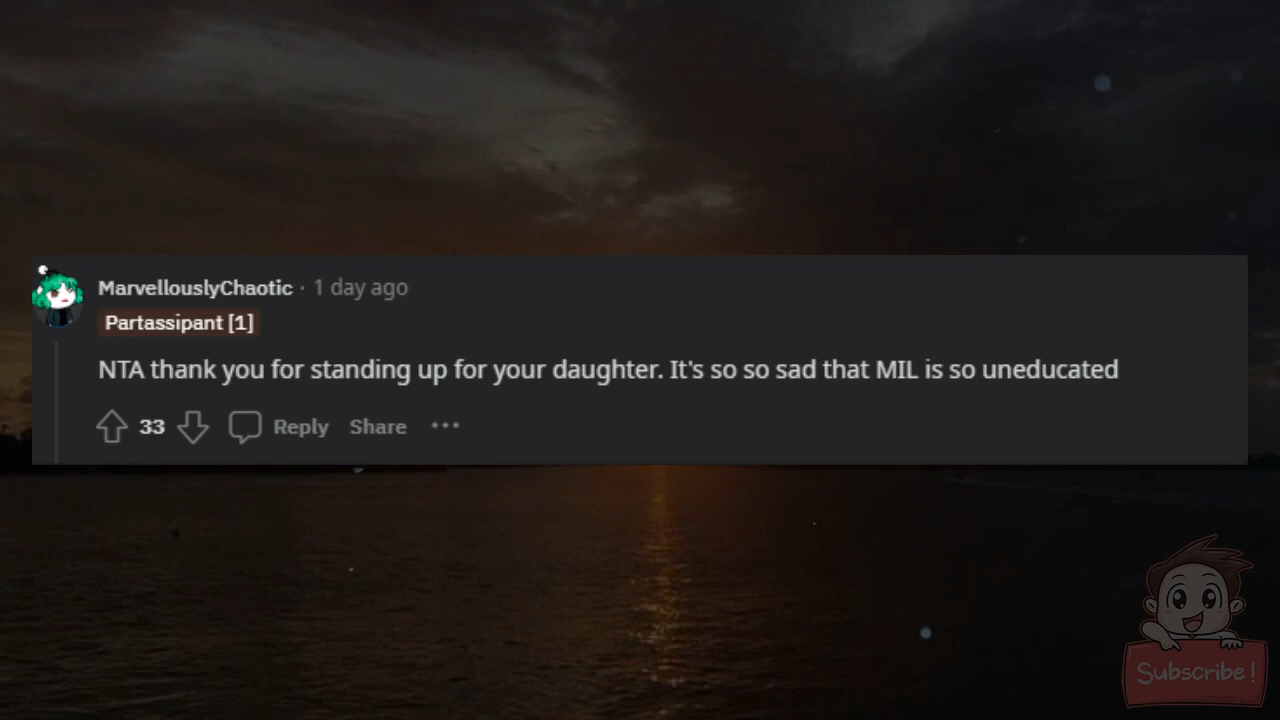 MarvellouslyChaotic · 1 day ago
Partassipant [1]
NTA thank you for standing up for your daughter. It's so so sad that MIL is so uneducated
33 Reply Share •••
Subscribe!